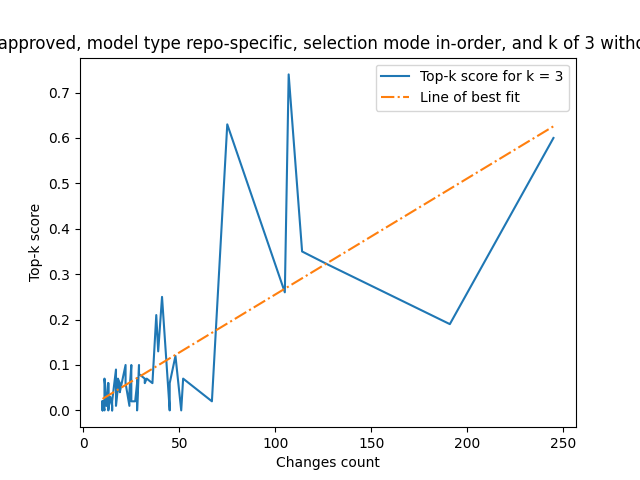 approved, model type repo-specific, selection mode in-order, and k of 3
Top-k score for k = 3
Line of best fit
Top-k score
0.7
0.6
0.5
0.4
0.3
0.2
0.1
0.0
0 50 100 150 200 250
Changes count